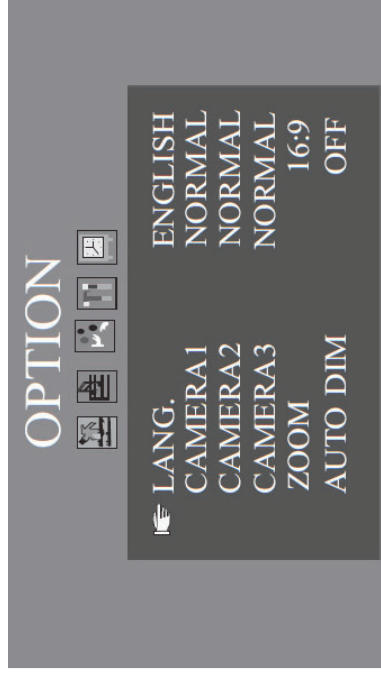 OPTION
LANG. ENGLISH
CAMERA1 NORMAL
CAMERA2 NORMAL
CAMERA3 NORMAL
ZOOM 16:9
AUTO DIM OFF